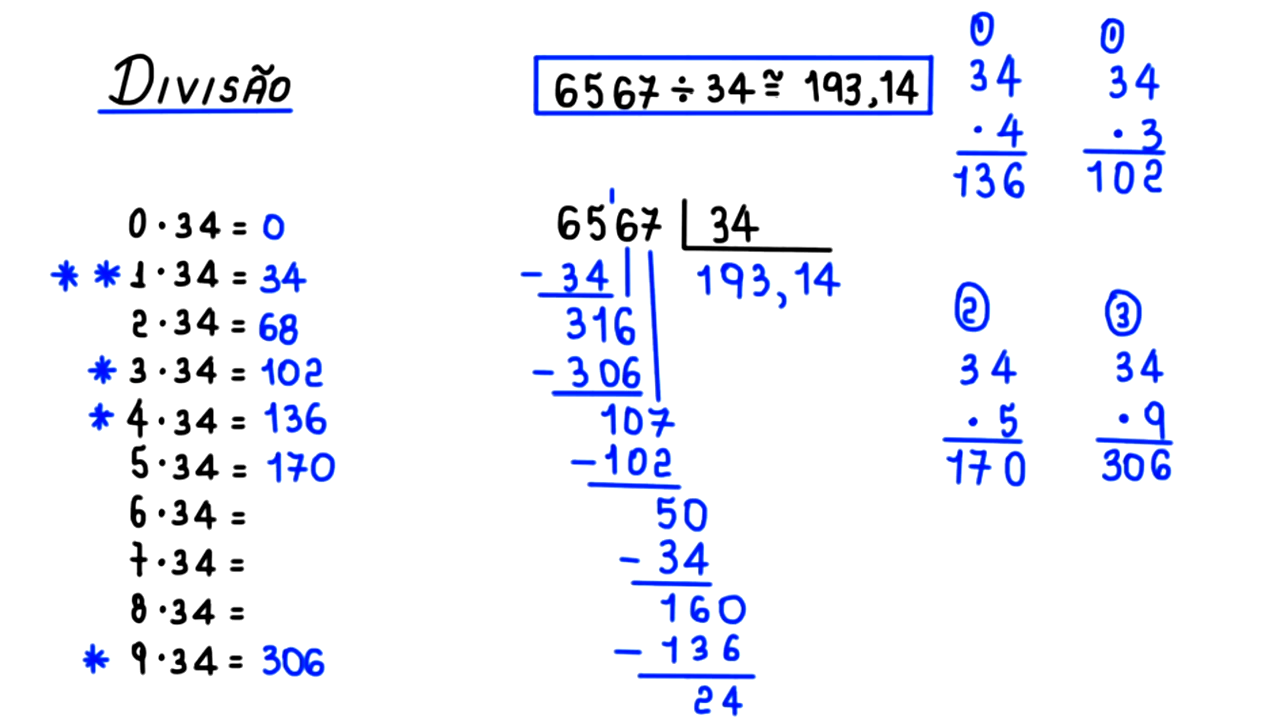 DIVISÃO
6567 ÷ 34 ≅ 193,14
0 · 34 = 0
* * 1 · 34 = 34
2 · 34 = 68
* 3 · 34 = 102
* 4 · 34 = 136
5 · 34 = 170
6 · 34 =
7 · 34 =
8 · 34 =
* 9 · 34 = 306
6567 | 34
- 34 193,14
316
- 306
107
- 102
50
- 34
160
- 136
24
1
34
· 4
136
1
34
· 3
102
2
34
· 5
170
3
34
· 9
306